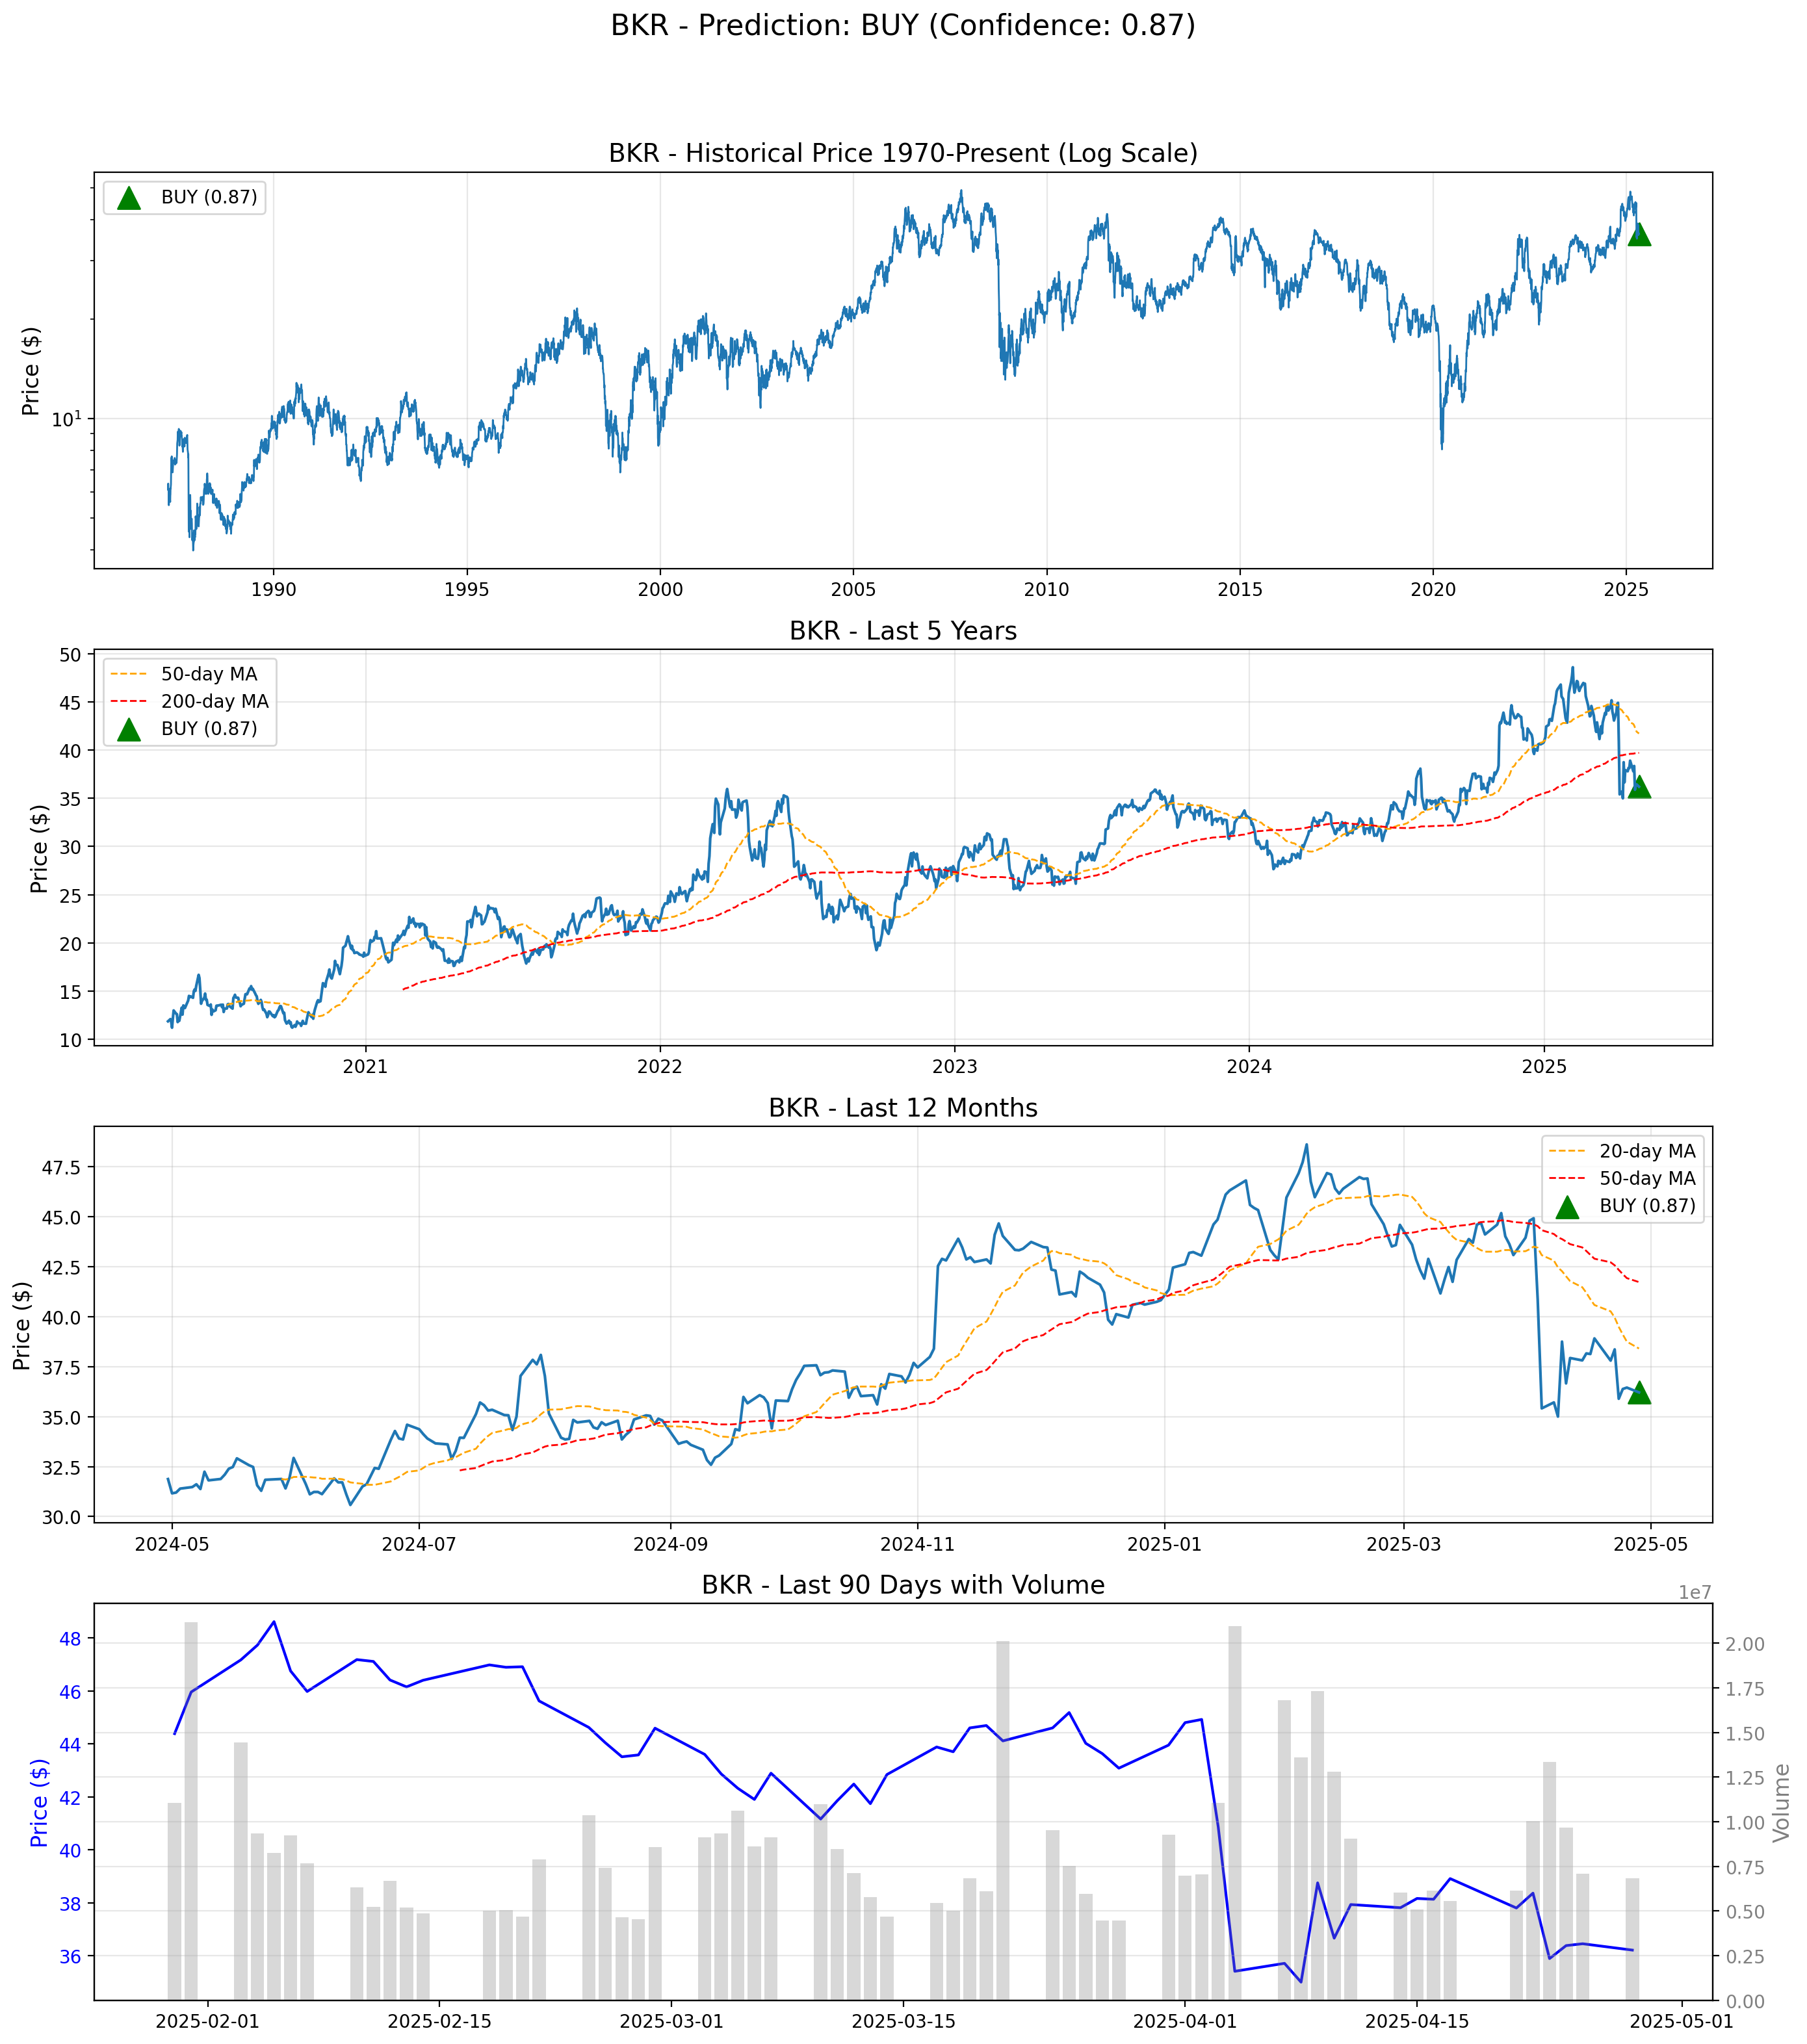 BKR - Prediction: BUY (Confidence: 0.87)
BKR - Historical Price 1970-Present (Log Scale)
BUY (0.87)
Price ($)
10¹
1990 1995 2000 2005 2010 2015 2020 2025
BKR - Last 5 Years
50-day MA
200-day MA
BUY (0.87)
Price ($)
50
45
40
35
30
25
20
15
10
2021 2022 2023 2024 2025
BKR - Last 12 Months
20-day MA
50-day MA
BUY (0.87)
Price ($)
47.5
45.0
42.5
40.0
37.5
35.0
32.5
30.0
2024-05 2024-07 2024-09 2024-11 2025-01 2025-03 2025-05
BKR - Last 90 Days with Volume
1e7
Price ($)
48
46
44
42
40
38
36
2.00
1.75
1.50
1.25
1.00
0.75
0.50
0.25
0.00
Volume
2025-02-01 2025-02-15 2025-03-01 2025-03-15 2025-04-01 2025-04-15 2025-05-01